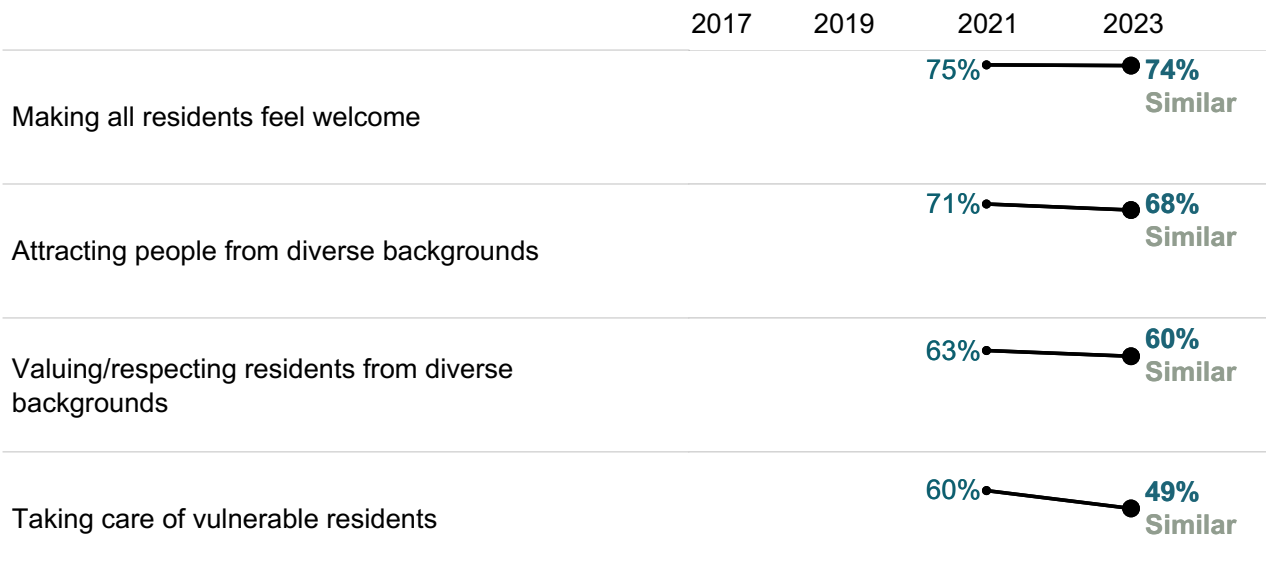 2017 2019 2021 2023
75% 74%
Similar
Making all residents feel welcome
71% 68%
Similar
Attracting people from diverse backgrounds
60%
63%
Similar
Valuing/respecting residents from diverse
backgrounds
60% 49%
Similar
Taking care of vulnerable residents